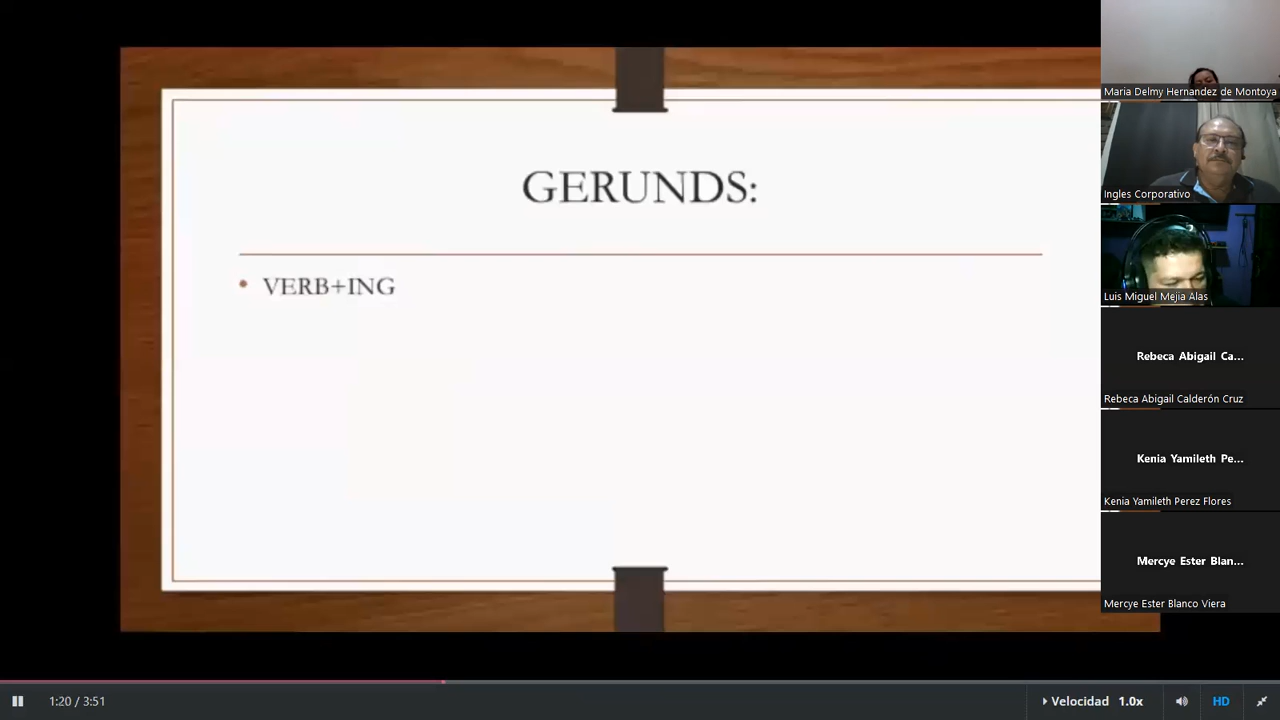 GERUNDS:
• VERB+ING
Maria Delmy Hernandez de Montoya
Ingles Corporativo
Luis Miguel Mejia Alas
Rebeca Abigail Ca...
Rebeca Abigail Calderón Cruz
Kenia Yamileth Pe...
Kenia Yamileth Perez Flores
Mercye Ester Blan...
Mercye Ester Blanco Viera
1:20 / 3:51
Velocidad 1.0x
HD